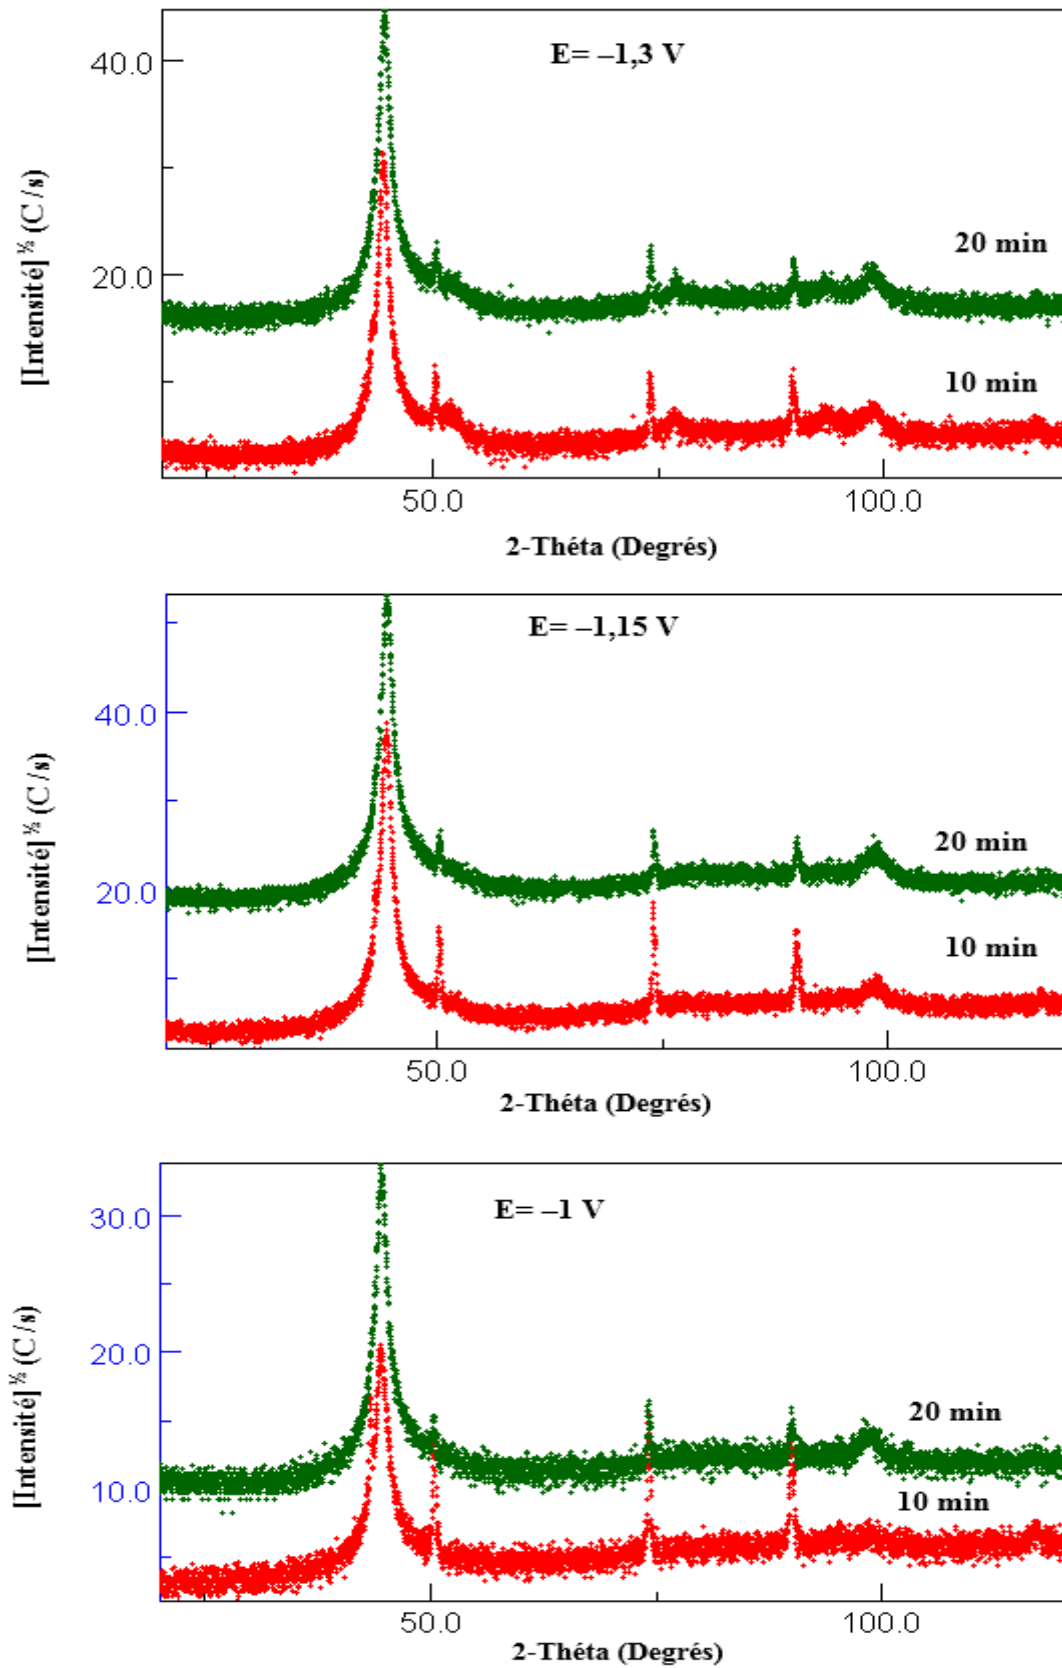 E= –1,3 V
40.0
20.0
[Intensité]^½ (C /s)
20 min
10 min
50.0
100.0
2-Théta (Degrés)
E= –1,15 V
40.0
20.0
[Intensité]^½ (C /s)
20 min
10 min
50.0
100.0
2-Théta (Degrés)
E= –1 V
30.0
20.0
10.0
[Intensité]^½ (C /s)
20 min
10 min
50.0
100.0
2-Théta (Degrés)